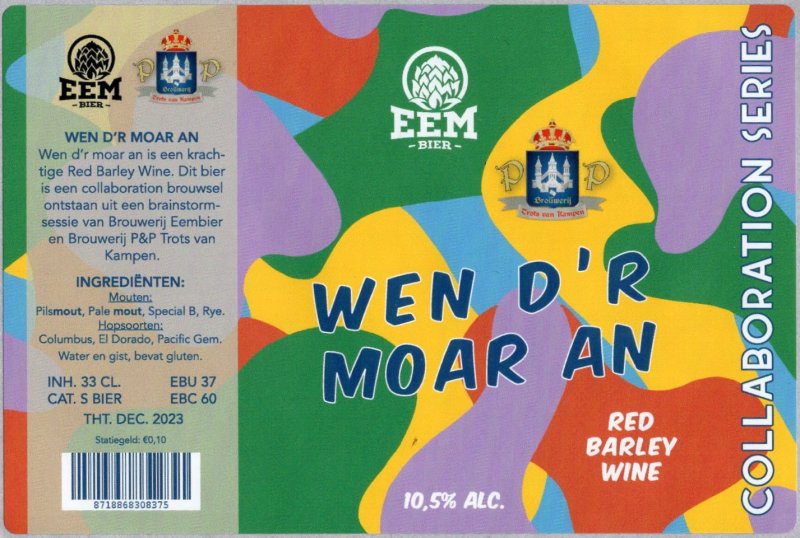 EEM
BIER
P P
Brouwerij
Trots van Kampen
WEN D'R MOAR AN
Wen d'r moar an is een krach-
tige Red Barley Wine. Dit bier
is een collaboration brouwsel
ontstaan uit een brainstorm-
sessie van Brouwerij Eembier
en Brouwerij P&P Trots van
Kampen.
INGREDIËNTEN:
Mouten:
Pilsmout, Pale mout, Special B, Rye.
Hopsoorten:
Columbus, El Dorado, Pacific Gem.
Water en gist, bevat gluten.
INH. 33 CL. EBU 37
CAT. S BIER EBC 60
THT. DEC. 2023
Statiegeld: €0,10
8718868308375
EEM
BIER
P P
Brouwerij
Trots van Kampen
WEN D'R
MOAR AN
RED
BARLEY
WINE
10,5% ALC.
COLLABORATION SERIES